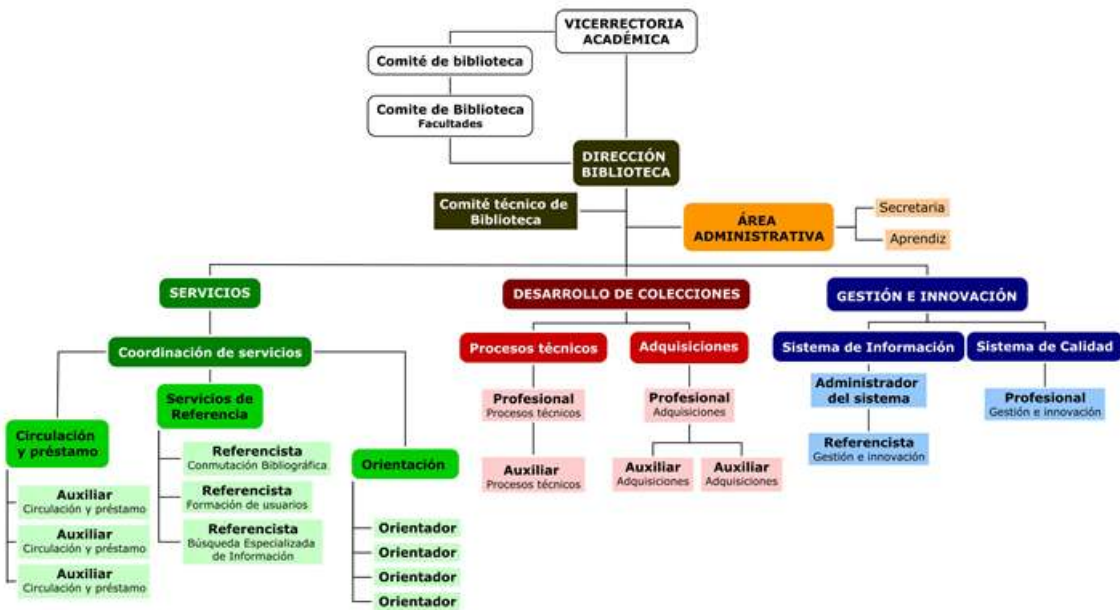 VICERRECTORIA
ACADÉMICA
Comité de biblioteca
Comite de Biblioteca
Facultades
DIRECCIÓN
BIBLIOTECA
Comité técnico de
Biblioteca
ÁREA
ADMINISTRATIVA
Secretaria
Aprendiz
SERVICIOS
DESARROLLO DE COLECCIONES
GESTIÓN E INNOVACIÓN
Coordinación de servicios
Procesos técnicos
Adquisiciones
Sistema de Información
Sistema de Calidad
Circulación
y préstamo
Auxiliar
Circulación y préstamo
Auxiliar
Circulación y préstamo
Auxiliar
Circulación y préstamo
Servicios de
Referencia
Referencista
Conmutación Bibliográfica
Referencista
Formación de usuarios
Referencista
Búsqueda Especializada
de Información
Orientación
Orientador
Orientador
Orientador
Orientador
Profesional
Procesos técnicos
Auxiliar
Procesos técnicos
Profesional
Adquisiciones
Auxiliar
Adquisiciones
Auxiliar
Adquisiciones
Administrador
del sistema
Referencista
Gestión e innovación
Profesional
Gestión e innovación